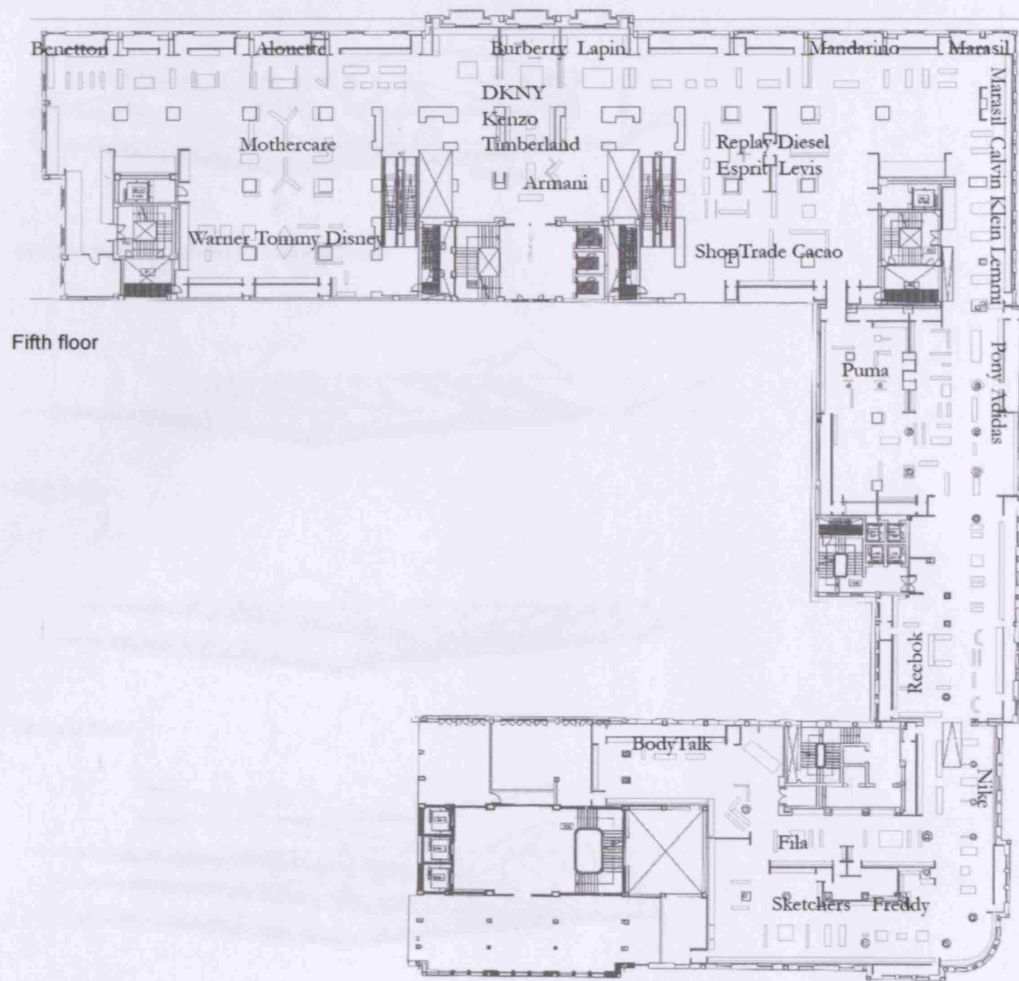 Benetton Alouette Burberry Lapin Mandarino Marasil
DKNY
Kenzo
Timberland
Mothercare
Armani
Replay Diesel
Esprit Levis
Warner Tommy Disney
ShopTrade Cacao
Marasil Calvin Klein Lemmi
Fifth floor
Puma
Pony Adidas
Reebok
BodyTalk
Nike
Fila
Sketchers Freddy